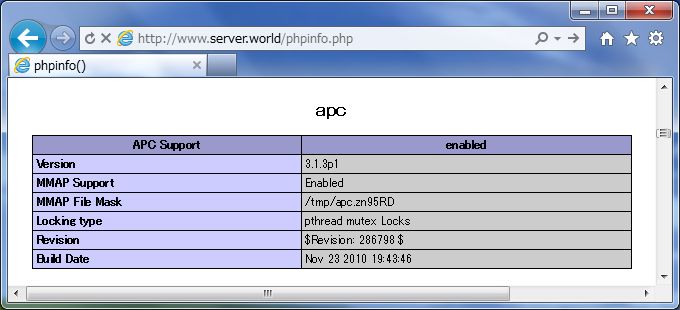 http://www.server.world/phpinfo.php
phpinfo()
apc
APC Support enabled
Version 3.1.3p1
MMAP Support Enabled
MMAP File Mask /tmp/apc.zn95RD
Locking type pthread mutex Locks
Revision $Revision: 286798 $
Build Date Nov 23 2010 19:43:46